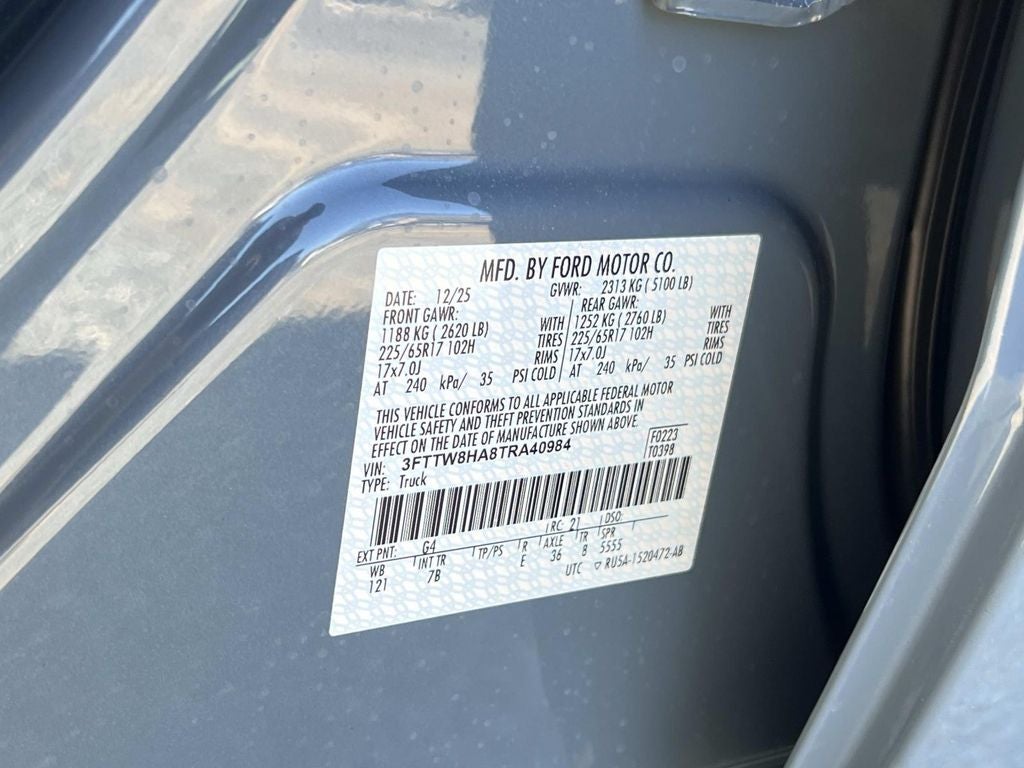 MFD. BY FORD MOTOR CO.
DATE: 12/25 GVWR: 2313 KG ( 5100 LB)
FRONT GAWR: REAR GAWR:
1188 KG ( 2620 LB) WITH 1252 KG ( 2760 LB) WITH
225/65R17 102H TIRES 225/65R17 102H TIRES
17x7.0J RIMS 17x7.0J RIMS
AT 240 kPa/ 35 PSI COLD AT 240 kPa/ 35 PSI COLD
THIS VEHICLE CONFORMS TO ALL APPLICABLE FEDERAL MOTOR
VEHICLE SAFETY AND THEFT PREVENTION STANDARDS IN
EFFECT ON THE DATE OF MANUFACTURE SHOWN ABOVE.
VIN: 3FTTW8HA8TRA40984 F0223
TYPE: Truck T0398
EXT PNT: G4 RC: 21 DSO:
WB INT TR TP/PS R AXLE TR SPR
121 7B E 36 8 5555
UTC ▽ RU5A-1520472-AB